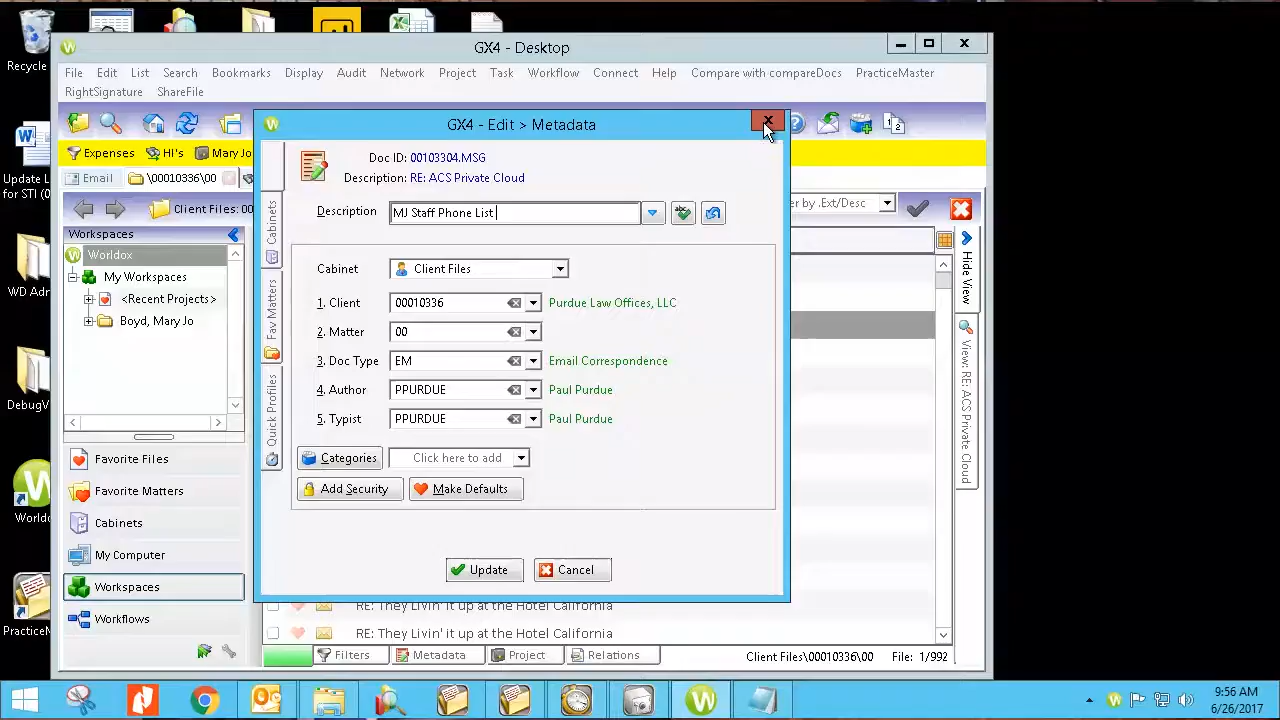 GX4 - Desktop
File Edit List Search Bookmarks Display Audit Network Project Task Workflow Connect Help Compare with compareDocs PracticeMaster
RightSignature ShareFile
Recycle
GX4 - Edit > Metadata
Expenses HI's Mary Jo
Doc ID: 00103304
Email \00010336\00
Description: RE: ACS Private Cloud
Update L
for STI (0
Client Files: 00
Description MJ Staff Phone List
er by .Ext/Desc
Workspaces
Worldox
My Workspaces
<Recent Projects>
Boyd, Mary Jo
Cabinets
Fav Matters
Quick Profiles
Cabinet Client Files
1. Client 00010336 Purdue Law Offices, LLC
2. Matter 00
3. Doc Type EM Email Correspondence
4. Author PPURDUE Paul Purdue
5. Typist PPURDUE Paul Purdue
Categories Click here to add
Add Security Make Defaults
Update Cancel
Hide View
View: RE: ACS Private Cloud
WD Adr
DebugV
Worldo
PracticeM
Favorite Files
Favorite Matters
Cabinets
My Computer
Workspaces
Workflows
RE: They Livin' it up at the Hotel California
RE: They Livin' it up at the Hotel California
Filters Metadata Project Relations Client Files\00010336\00 File: 1/992
9:56 AM
6/26/2017